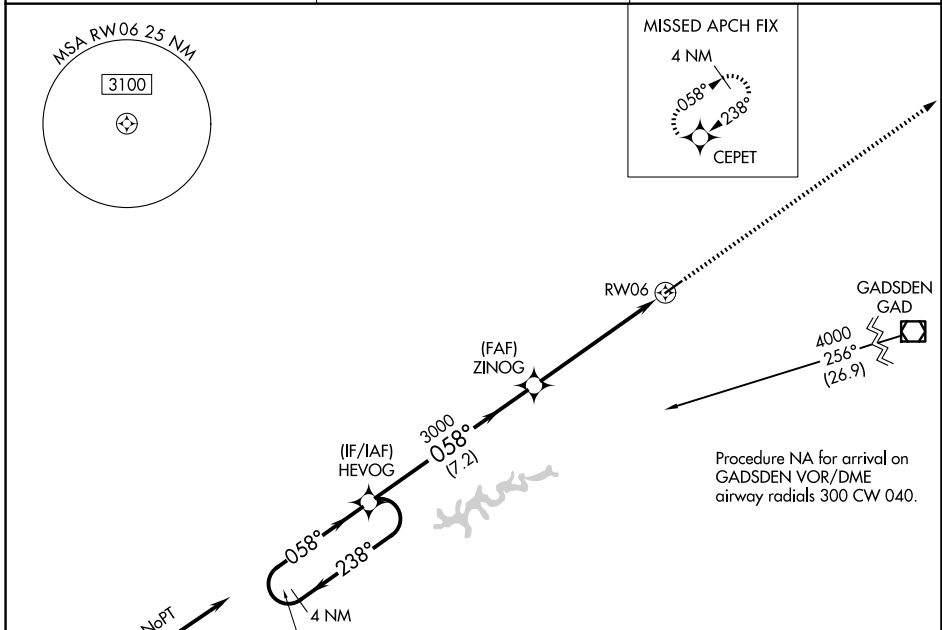 MSA RW06 25 NM
3100
MISSED APCH FIX
4 NM
058°
238°
CEPET
RW06
GADSDEN
GAD
4000
256°
(26.9)
(FAF)
ZINOG
3000
058°
(7.2)
(IF/IAF)
HEVOG
Procedure NA for arrival on
GADSDEN VOR/DME
airway radials 300 CW 040.
058°
238°
4 NM
NoPT